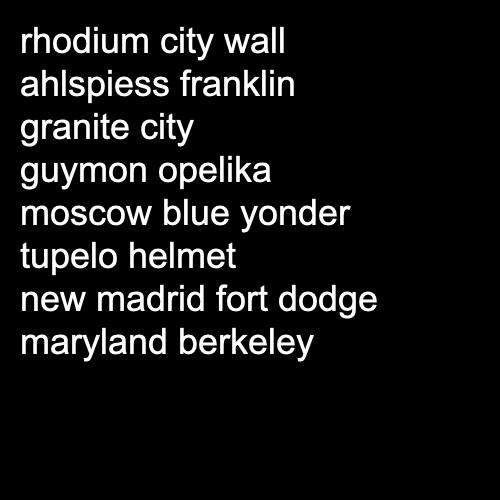 rhodium city wall
ahlspiess franklin
granite city
guymon opelika
moscow blue yonder
tupelo helmet
new madrid fort dodge
maryland berkeley